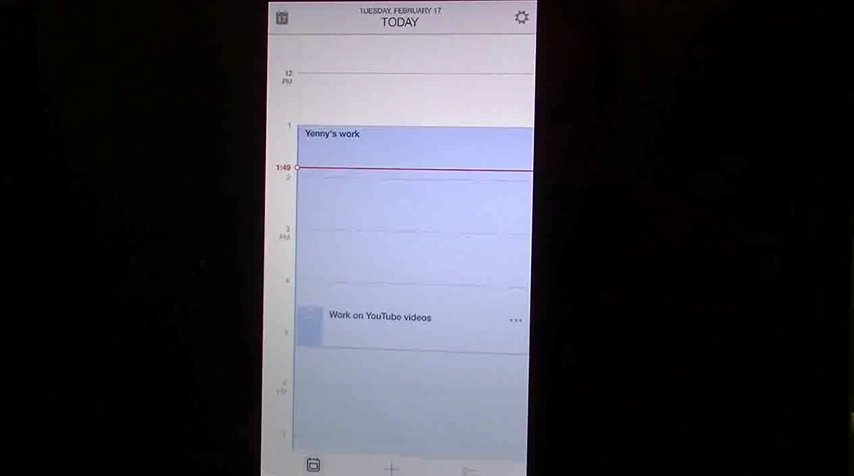 TUESDAY, FEBRUARY 17
TODAY
17
12
PM
1
Yenny's work
1:49
2
3
PM
4
Work on YouTube videos
5